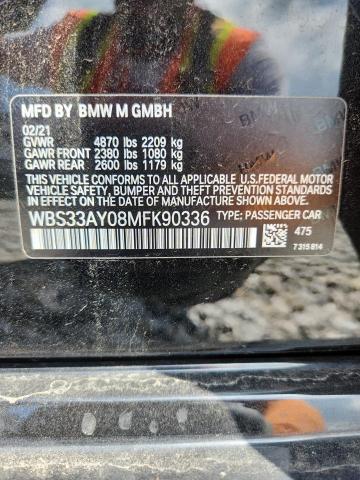 MFD BY BMW M GMBH
02/21
GVWR 4870 lbs 2209 kg
GAWR FRONT 2380 lbs 1080 kg
GAWR REAR 2600 lbs 1179 kg
THIS VEHICLE CONFORMS TO ALL APPLICABLE U.S.FEDERAL MOTOR
VEHICLE SAFETY, BUMPER AND THEFT PREVENTION STANDARDS
IN EFFECT ON THE DATE OF MANUFACTURE SHOWN ABOVE.
WBS33AY08MFK90336 TYPE: PASSENGER CAR
475
7 315 814